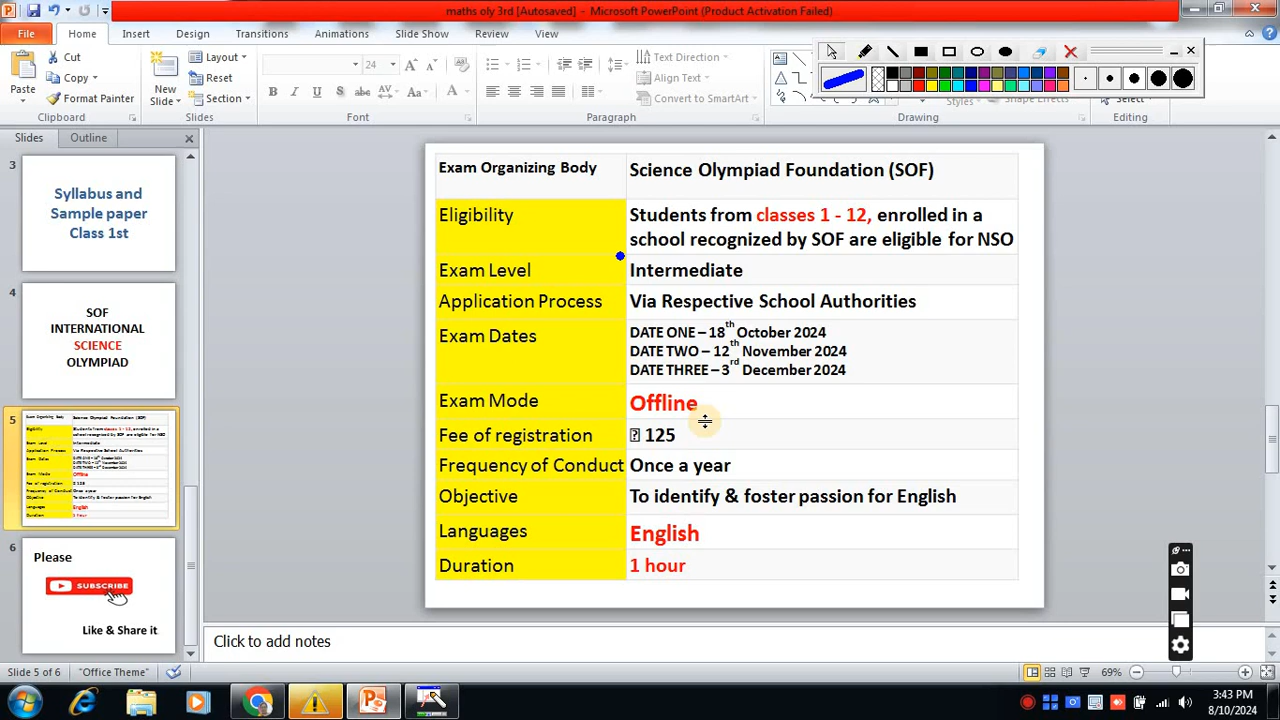 maths oly 3rd [Autosaved] - Microsoft PowerPoint (Product Activation Failed)
File Home Insert Design Transitions Animations Slide Show Review View
Paste
Cut
Copy
Format Painter
Clipboard
New Slide
Layout
Reset
Section
Slides
24
Font
Text Direction
Align Text
Convert to SmartArt
Paragraph
Styles
Shape Effects
Drawing
Select
Editing
Slides Outline
3
Syllabus and
Sample paper
Class 1st
4
SOF
INTERNATIONAL
SCIENCE
OLYMPIAD
5
6
Please
SUBSCRIBE
Like & Share it
Exam Organizing Body Science Olympiad Foundation (SOF)
Eligibility Students from classes 1 - 12, enrolled in a
school recognized by SOF are eligible for NSO
Exam Level Intermediate
Application Process Via Respective School Authorities
Exam Dates DATE ONE – 18th October 2024
DATE TWO – 12th November 2024
DATE THREE – 3rd December 2024
Exam Mode Offline
Fee of registration 125
Frequency of Conduct Once a year
Objective To identify & foster passion for English
Languages English
Duration 1 hour
Click to add notes
Slide 5 of 6 "Office Theme" 69%
3:43 PM
8/10/2024